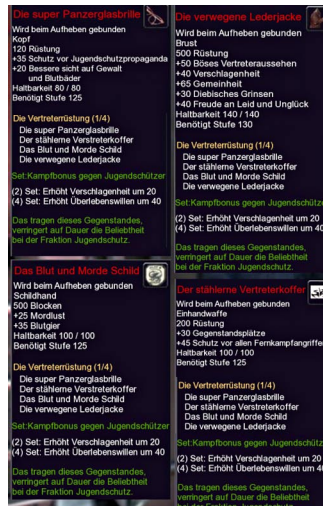 Die super Panzerglasbrille
Wird beim Aufheben gebunden
Kopf
120 Rüstung
+35 Schutz vor Jugendschutzpropaganda
+20 Bessere sicht auf Gewalt
und Blutbäder
Haltbarkeit 80 / 80
Benötigt Stufe 125
Die Vertreterrüstung (1/4)
Die super Panzerglasbrille
Der stählerne Verstreterkoffer
Das Blut und Morde Schild
Die verwegene Lederjacke
Set:Kampfbonus gegen Jugendschützer
(2) Set: Erhöht Verschlagenheit um 20
(4) Set: Erhöht Überlebenswillen um 40
Das tragen dieses Gegenstandes,
verringert auf Dauer die Beliebtheit
bei der Fraktion Jugendschutz.
Die verwegene Lederjacke
Wird beim Aufheben gebunden
Brust
500 Rüstung
+50 Böses Vertreteraussehen
+40 Verschlagenheit
+65 Gemeinheit
+30 Diebisches Grinsen
+40 Freude an Leid und Unglück
Haltbarkeit 140 / 140
Benötigt Stufe 130
Die Vertreterrüstung (1/4)
Die super Panzerglasbrille
Der stählerne Verstreterkoffer
Das Blut und Morde Schild
Die verwegene Lederjacke
Set:Kampfbonus gegen Jugendschütze
(2) Set: Erhöht Verschlagenheit um 20
(4) Set: Erhöht Überlebenswillen um 40
Das tragen dieses Gegenstandes,
verringert auf Dauer die Beliebtheit
bei der Fraktion Jugendschutz.
Das Blut und Morde Schild
Wird beim Aufheben gebunden
Schildhand
500 Blocken
+25 Mordlust
+35 Blutgier
Haltbarkeit 100 / 100
Benötigt Stufe 125
Die Vertreterrüstung (1/4)
Die super Panzerglasbrille
Der stählerne Verstreterkoffer
Das Blut und Morde Schild
Die verwegene Lederjacke
Set:Kampfbonus gegen Jugendschützer
(2) Set: Erhöht Verschlagenheit um 20
(4) Set: Erhöht Überlebenswillen um 40
Das tragen dieses Gegenstandes,
verringert auf Dauer die Beliebtheit
bei der Fraktion Jugendschutz.
Der stählerne Vertreterkoffer
Wird beim Aufheben gebunden
Einhandwaffe
200 Rüstung
+30 Gegenstandsplätze
+45 Schutz vor allen Fernkampfangriffe
Haltbarkeit 100 / 100
Benötigt Stufe 125
Die Vertreterrüstung (1/4)
Die super Panzerglasbrille
Der stählerne Verstreterkoffer
Das Blut und Morde Schild
Die verwegene Lederjacke
Set:Kampfbonus gegen Jugendschütz
(2) Set: Erhöht Verschlagenheit um 20
(4) Set: Erhöht Überlebenswillen um 40
Das tragen dieses Gegenstandes,
verringert auf Dauer die Beliebtheit
bei der Fraktion Jugendschutz